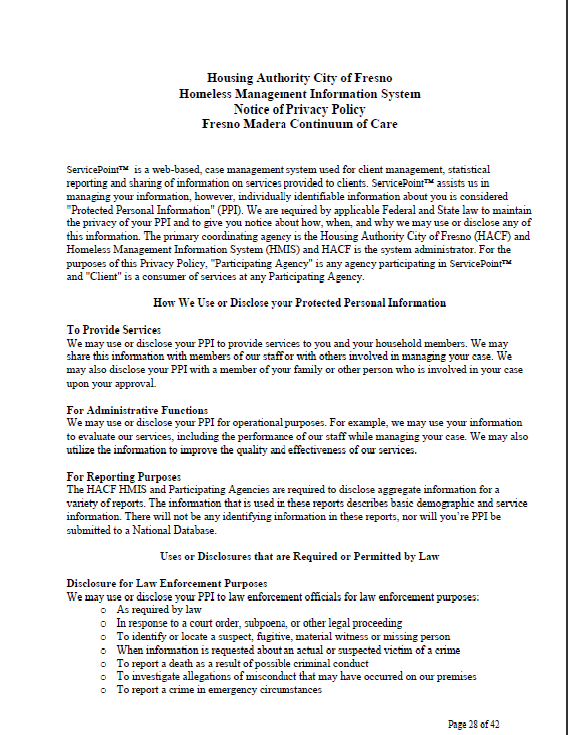 Housing Authority City of Fresno
Homeless Management Information System
Notice of Privacy Policy
Fresno Madera Continuum of Care
ServicePoint™ is a web-based, case management system used for client management, statistical
reporting and sharing of information on services provided to clients. ServicePoint™ assists us in
managing your information, however, individually identifiable information about you is considered
"Protected Personal Information" (PPI). We are required by applicable Federal and State law to maintain
the privacy of your PPI and to give you notice about how, when, and why we may use or disclose any of
this information. The primary coordinating agency is the Housing Authority City of Fresno (HACF) and
Homeless Management Information System (HMIS) and HACF is the system administrator. For the
purposes of this Privacy Policy, "Participating Agency" is any agency participating in ServicePoint™
and "Client" is a consumer of services at any Participating Agency.
How We Use or Disclose your Protected Personal Information
To Provide Services
We may use or disclose your PPI to provide services to you and your household members. We may
share this information with members of our staff or with others involved in managing your case. We
may also disclose your PPI with a member of your family or other person who is involved in your case
upon your approval.
For Administrative Functions
We may use or disclose your PPI for operational purposes. For example, we may use your information
to evaluate our services, including the performance of our staff while managing your case. We may also
utilize the information to improve the quality and effectiveness of our services.
For Reporting Purposes
The HACF HMIS and Participating Agencies are required to disclose aggregate information for a
variety of reports. The information that is used in these reports describes basic demographic and service
information. There will not be any identifying information in these reports, nor will you're PPI be
submitted to a National Database.
Uses or Disclosures that are Required or Permitted by Law
Disclosure for Law Enforcement Purposes
We may use or disclose your PPI to law enforcement officials for law enforcement purposes:
o As required by law
o In response to a court order, subpoena, or other legal proceeding
o To identify or locate a suspect, fugitive, material witness or missing person
o When information is requested about an actual or suspected victim of a crime
o To report a death as a result of possible criminal conduct
o To investigate allegations of misconduct that may have occurred on our premises
o To report a crime in emergency circumstances
Page 28 of 42